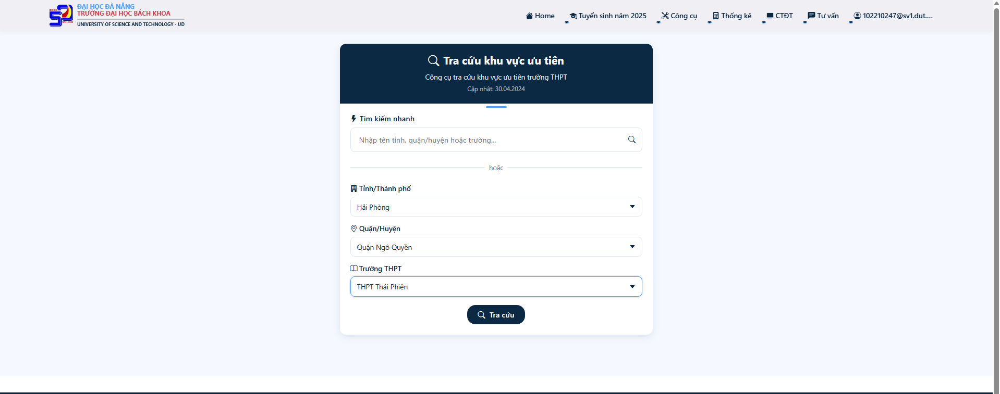 ĐẠI HỌC ĐÀ NẴNG
TRƯỜNG ĐẠI HỌC BÁCH KHOA
UNIVERSITY OF SCIENCE AND TECHNOLOGY - UD
Home
Tuyển sinh năm 2025
Công cụ
Thống kê
CTĐT
Tư vấn
102210247@sv1.dut....
Tra cứu khu vực ưu tiên
Công cụ tra cứu khu vực ưu tiên trường THPT
Cập nhật: 30.04.2024
Tìm kiếm nhanh
Nhập tên tỉnh, quận/huyện hoặc trường...
hoặc
Tỉnh/Thành phố
Hải Phòng
Quận/Huyện
Quận Ngô Quyền
Trường THPT
THPT Thái Phiên
Tra cứu